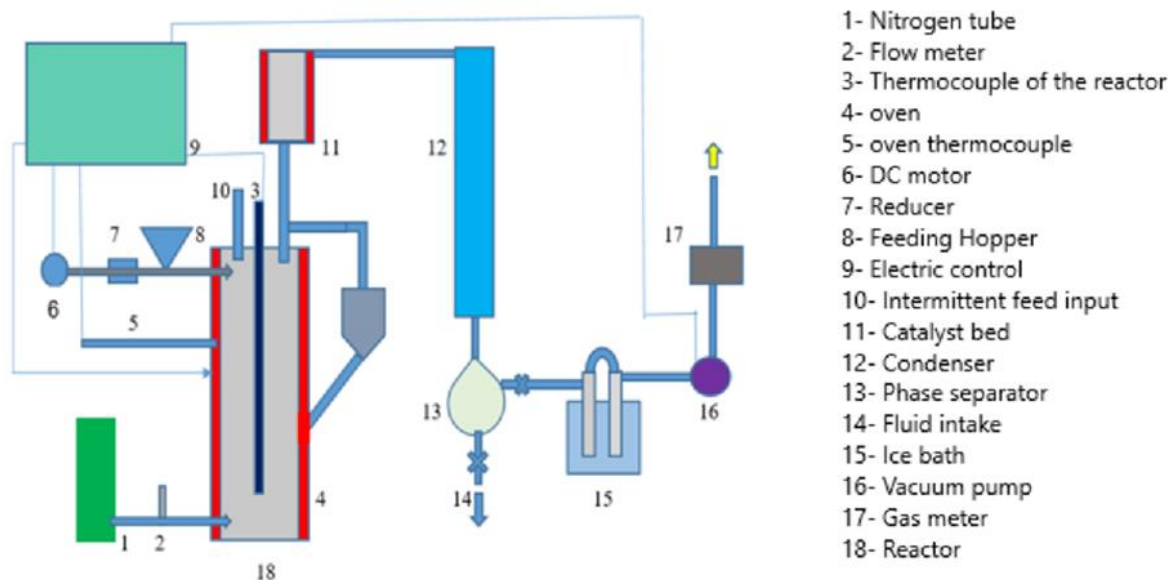 9
11
12
10
3
7
8
17
6
5
13
16
4
14
15
1
2
18
1- Nitrogen tube
2- Flow meter
3- Thermocouple of the reactor
4- oven
5- oven thermocouple
6- DC motor
7- Reducer
8- Feeding Hopper
9- Electric control
10- Intermittent feed input
11- Catalyst bed
12- Condenser
13- Phase separator
14- Fluid intake
15- Ice bath
16- Vacuum pump
17- Gas meter
18- Reactor